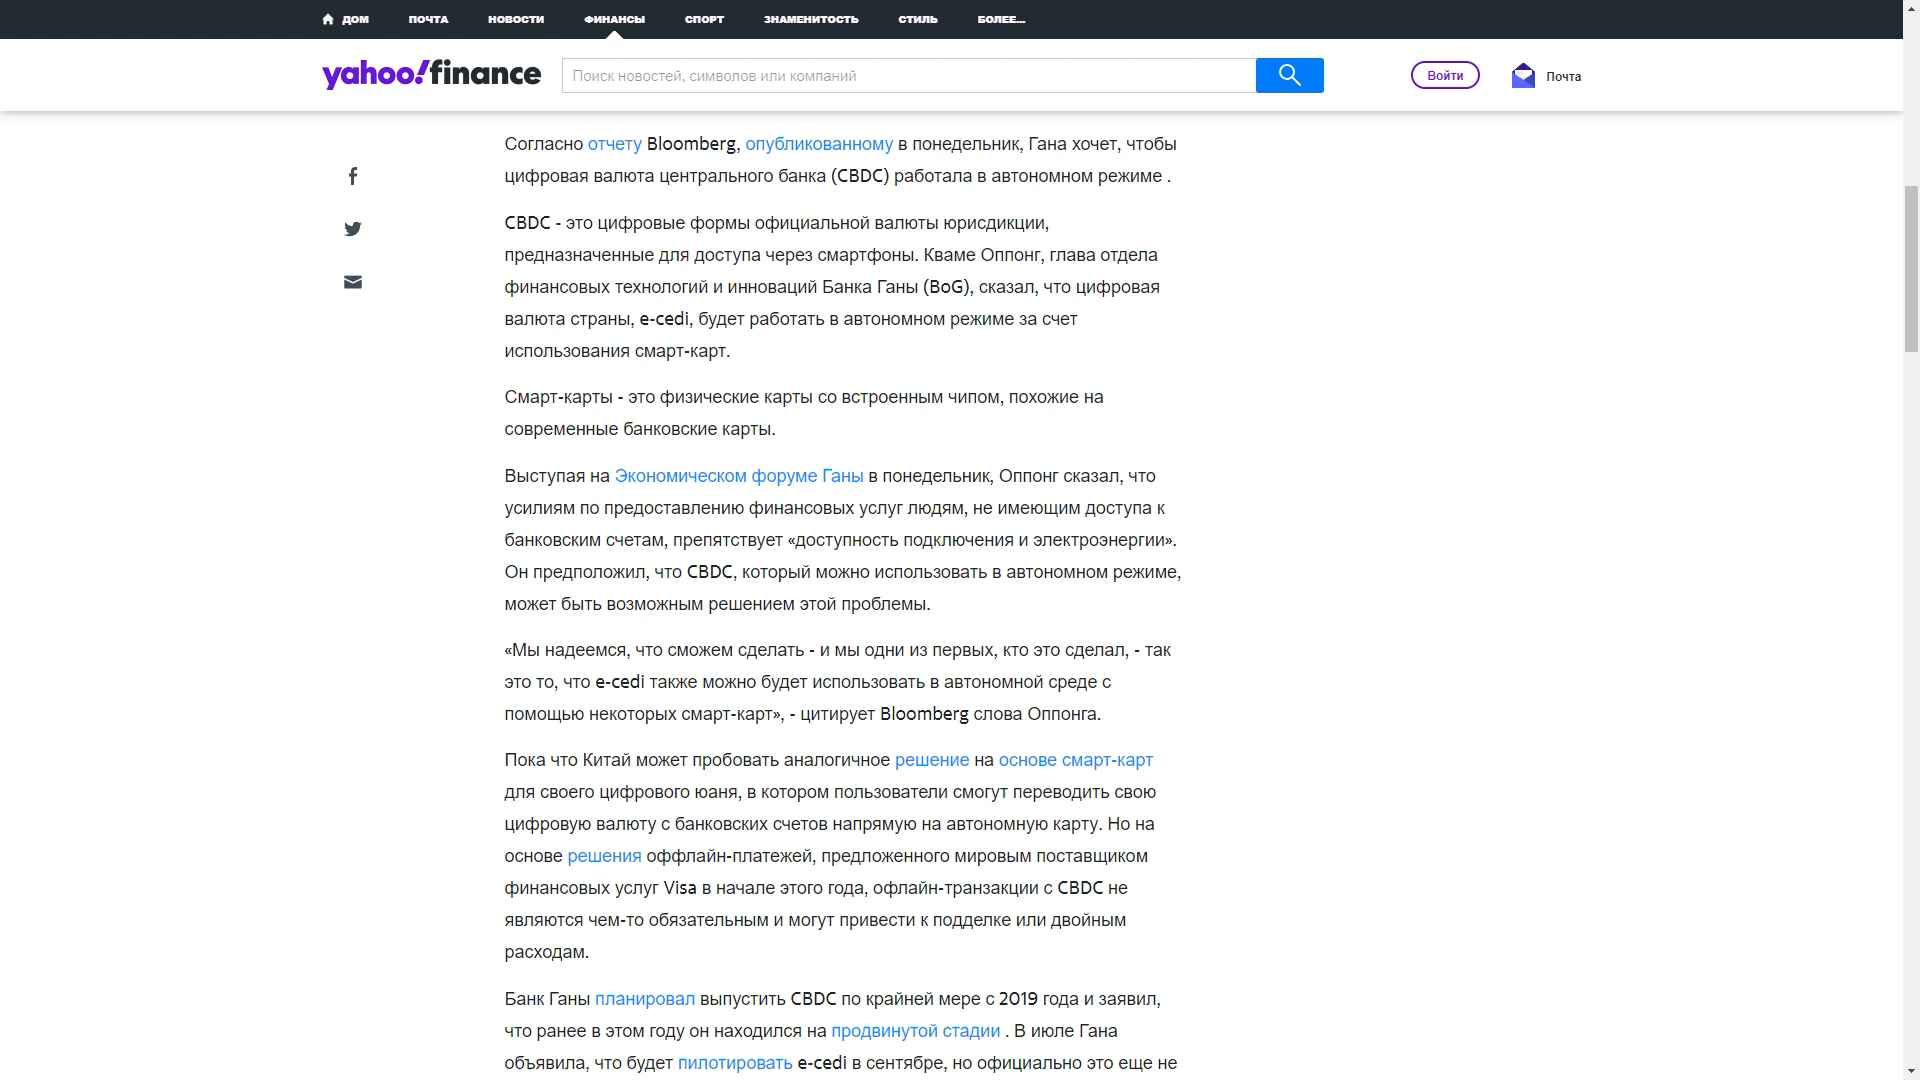 ДОМ ПОЧТА НОВОСТИ ФИНАНСЫ СПОРТ ЗНАМЕНИТОСТЬ СТИЛЬ БОЛЕЕ...
yahoo!finance Поиск новостей, символов или компаний Войти Почта
Согласно отчету Bloomberg, опубликованному в понедельник, Гана хочет, чтобы
цифровая валюта центрального банка (CBDC) работала в автономном режиме .
CBDC - это цифровые формы официальной валюты юрисдикции,
предназначенные для доступа через смартфоны. Кваме Оппонг, глава отдела
финансовых технологий и инноваций Банка Ганы (BoG), сказал, что цифровая
валюта страны, e-cedi, будет работать в автономном режиме за счет
использования смарт-карт.
Смарт-карты - это физические карты со встроенным чипом, похожие на
современные банковские карты.
Выступая на Экономическом форуме Ганы в понедельник, Оппонг сказал, что
усилиям по предоставлению финансовых услуг людям, не имеющим доступа к
банковским счетам, препятствует «доступность подключения и электроэнергии».
Он предположил, что CBDC, который можно использовать в автономном режиме,
может быть возможным решением этой проблемы.
«Мы надеемся, что сможем сделать - и мы одни из первых, кто это сделал, - так
это то, что e-cedi также можно будет использовать в автономной среде с
помощью некоторых смарт-карт», - цитирует Bloomberg слова Оппонга.
Пока что Китай может пробовать аналогичное решение на основе смарт-карт
для своего цифрового юаня, в котором пользователи смогут переводить свою
цифровую валюту с банковских счетов напрямую на автономную карту. Но на
основе решения оффлайн-платежей, предложенного мировым поставщиком
финансовых услуг Visa в начале этого года, офлайн-транзакции с CBDC не
являются чем-то обязательным и могут привести к подделке или двойным
расходам.
Банк Ганы планировал выпустить CBDC по крайней мере с 2019 года и заявил,
что ранее в этом году он находился на продвинутой стадии . В июле Гана
объявила, что будет пилотировать e-cedi в сентябре, но официально это еще не